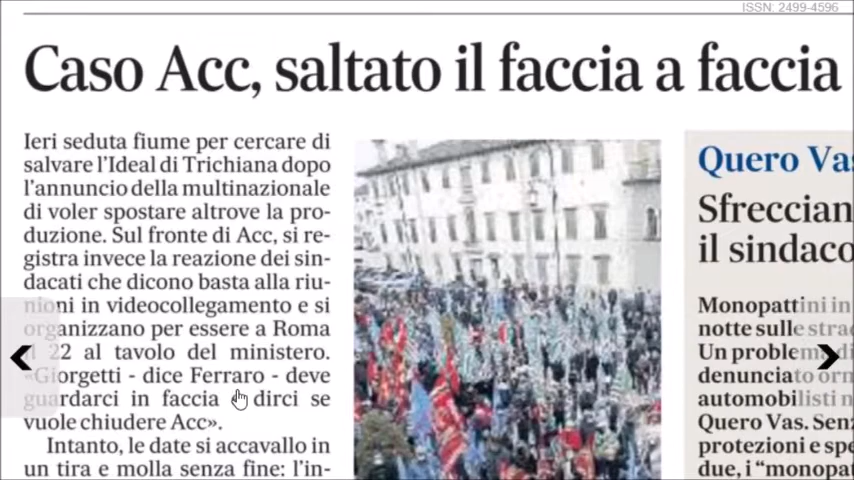 ISSN: 2499-4596
Caso Acc, saltato il faccia a faccia
Ieri seduta fiume per cercare di
salvare l'Ideal di Trichiana dopo
l'annuncio della multinazionale
di voler spostare altrove la pro-
duzione. Sul fronte di Acc, si re-
gistra invece la reazione dei sin-
dacati che dicono basta alla riu-
nioni in videocollegamento e si
organizzano per essere a Roma
il 22 al tavolo del ministero.
«Giorgetti - dice Ferraro - deve
guardarci in faccia e dirci se
vuole chiudere Acc».
Intanto, le date si accavallo in
un tira e molla senza fine: l'in-
Quero Vas
Sfreccian
il sindaco
Monopattini in
notte sulle strad
Un problema di
denunciato orm
automobilisti n
Quero Vas. Senz
protezioni e spe
due, i "monopat